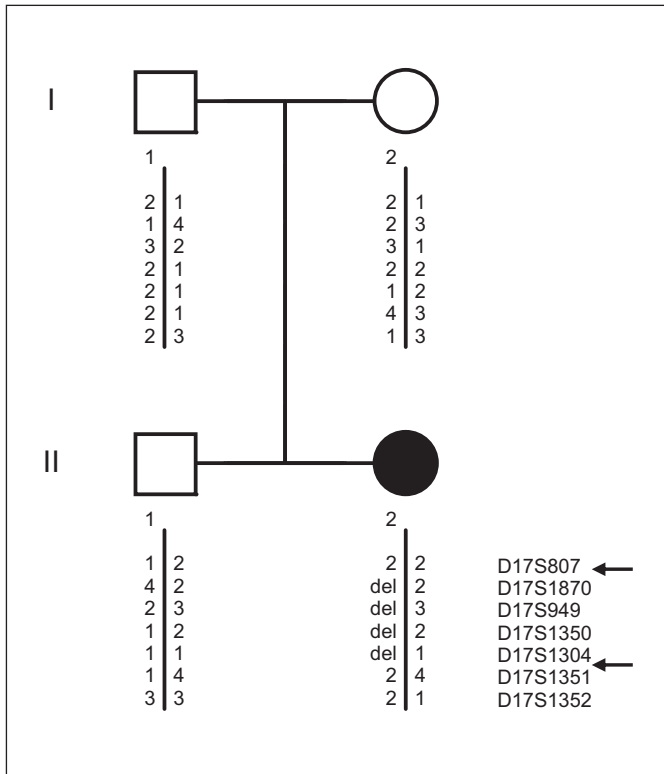 I
1 2
2 1 2 1
1 4 2 3
3 2 3 1
2 1 2 2
2 1 1 2
2 1 4 3
2 3 1 3
II
1 2
1 2 2 2 D17S807
4 2 del 2 D17S1870
2 3 del 3 D17S949
1 2 del 2 D17S1350
1 1 del 1 D17S1304
1 4 2 4 D17S1351
3 3 2 1 D17S1352